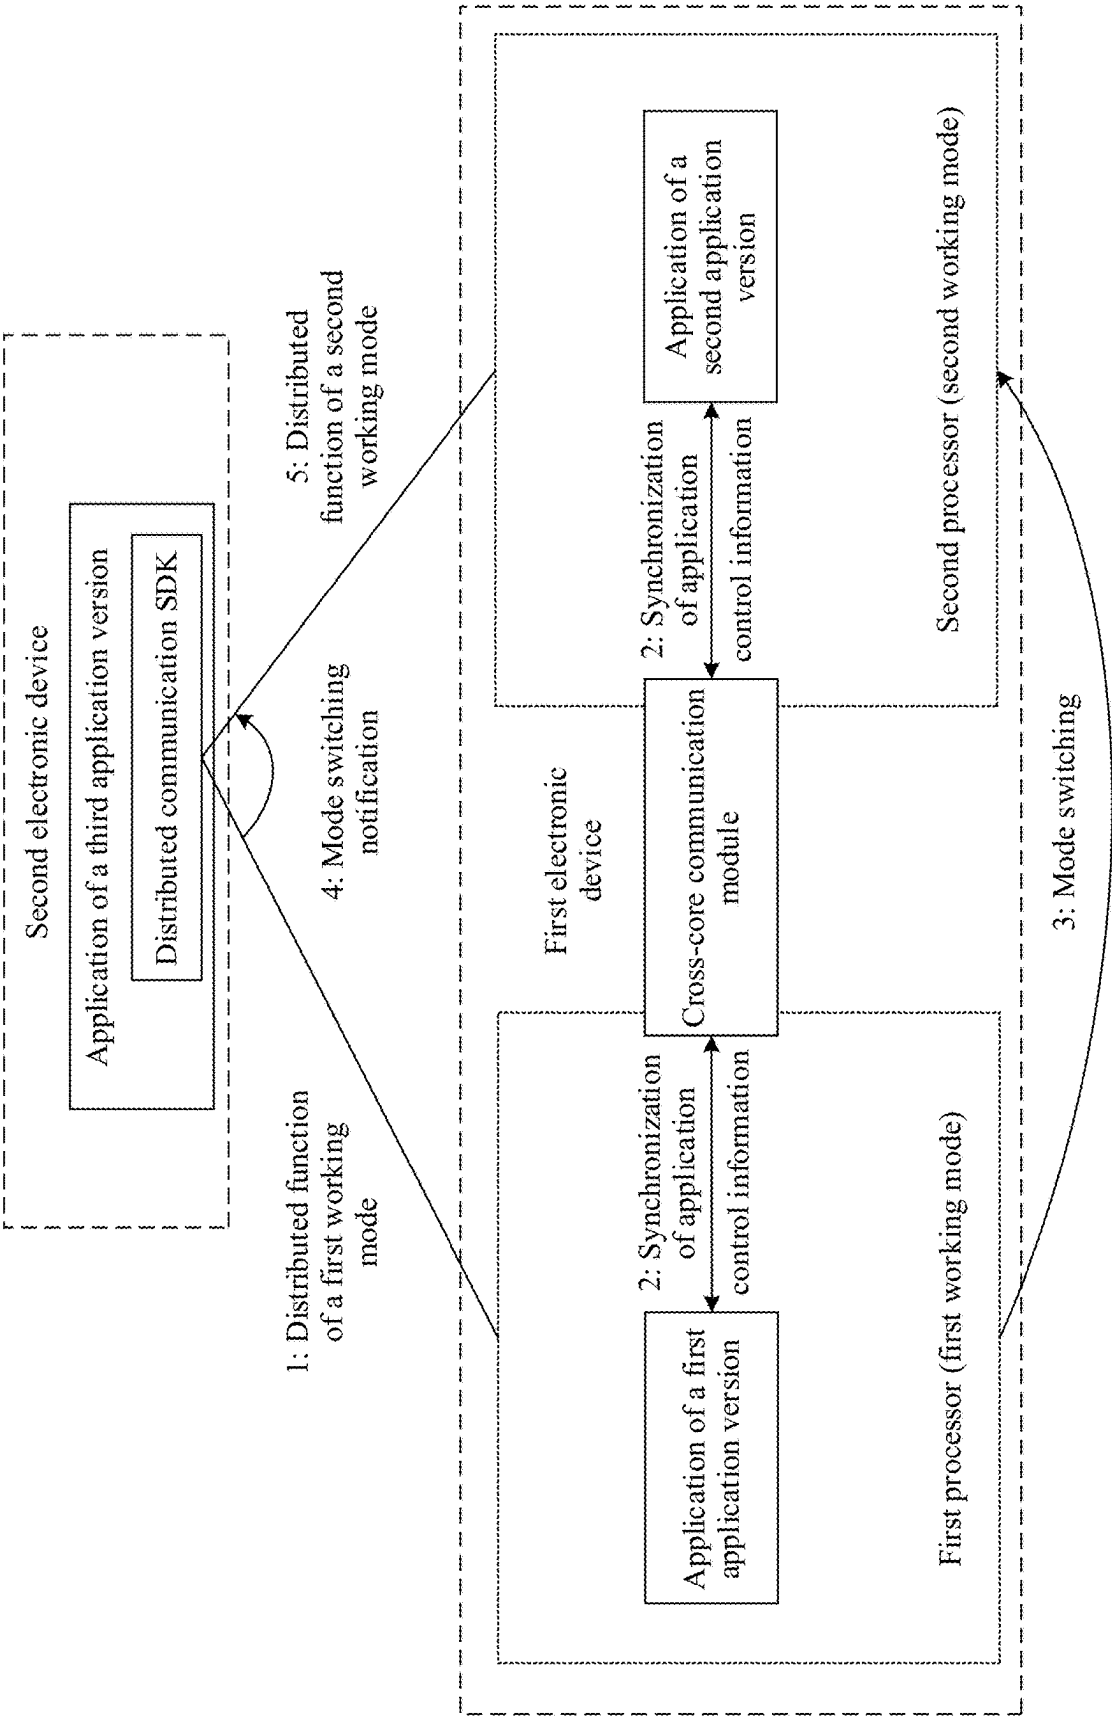 Second electronic device
Application of a third application version
Distributed communication SDK
1: Distributed function
of a first working
mode
4: Mode switching
notification
5: Distributed
function of a second
working mode
First electronic
device
Application of a first
application version
2: Synchronization
of application
control information
Cross-core communication
module
2: Synchronization
of application
control information
Application of a
second application
version
First processor (first working mode)
Second processor (second working mode)
3: Mode switching